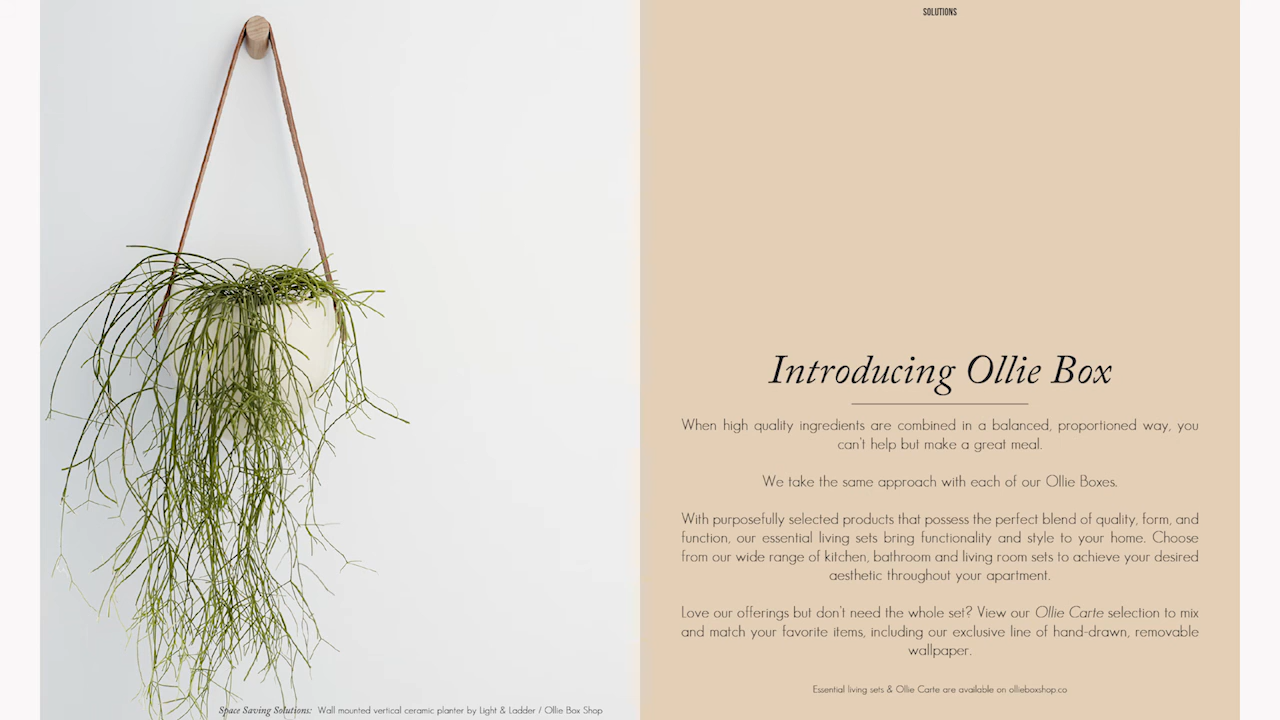 SOLUTIONS
Introducing Ollie Box
When high quality ingredients are combined in a balanced, proportioned way, you
can't help but make a great meal.
We take the same approach with each of our Ollie Boxes.
With purposefully selected products that possess the perfect blend of quality, form, and
function, our essential living sets bring functionality and style to your home. Choose
from our wide range of kitchen, bathroom and living room sets to achieve your desired
aesthetic throughout your apartment.
Love our offerings but don't need the whole set? View our Ollie Carte selection to mix
and match your favorite items, including our exclusive line of hand-drawn, removable
wallpaper.
Essential living sets & Ollie Carte are available on ollieboxshop.co
Space Saving Solutions: Wall mounted vertical ceramic planter by Light & Ladder / Ollie Box Shop